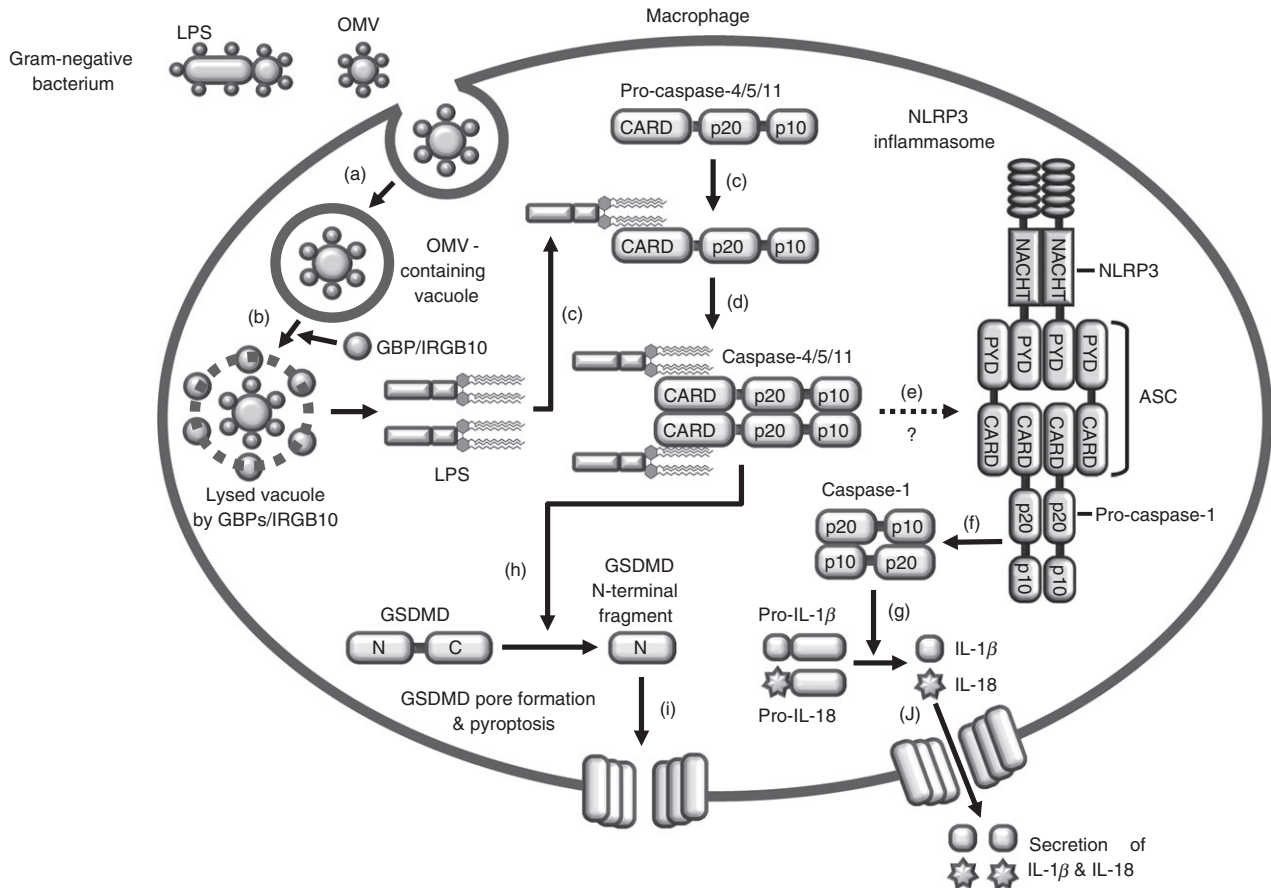 Macrophage
LPS
OMV
Gram-negative
bacterium
Pro-caspase-4/5/11
CARD
p20
p10
NLRP3
inflammasome
(a)
(c)
CARD
p20
p10
OMV -
containing
vacuole
NACHT
NACHT
NLRP3
(b)
GBP/IRGB10
(c)
(d)
Caspase-4/5/11
PYD
PYD
PYD
PYD
CARD
p20
p10
CARD
p20
p10
(e)
?
ASC
CARD
CARD
CARD
CARD
LPS
Lysed vacuole
by GBPs/IRGB10
Caspase-1
p20
p10
p10
p20
(f)
p20
p20
Pro-caspase-1
p10
p10
(h)
GSDMD
N-terminal
fragment
(g)
GSDMD
N
C
N
Pro-IL-1β
IL-1β
IL-18
Pro-IL-18
GSDMD pore formation
& pyroptosis
(i)
(J)
Secretion of
IL-1β & IL-18